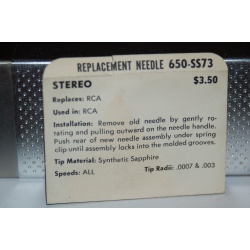 REPLACEMENT NEEDLE 650-SS73
STEREO $3.50
Replaces: RCA
Used in: RCA
Installation: Remove old needle by gently ro-
tating and pulling outward on the needle handle.
Push rear of new needle assembly under spring
clip until assembly locks into the molded grooves.
Tip Material: Synthetic Sapphire
Speeds: ALL Tip Radii: .0007 & .003